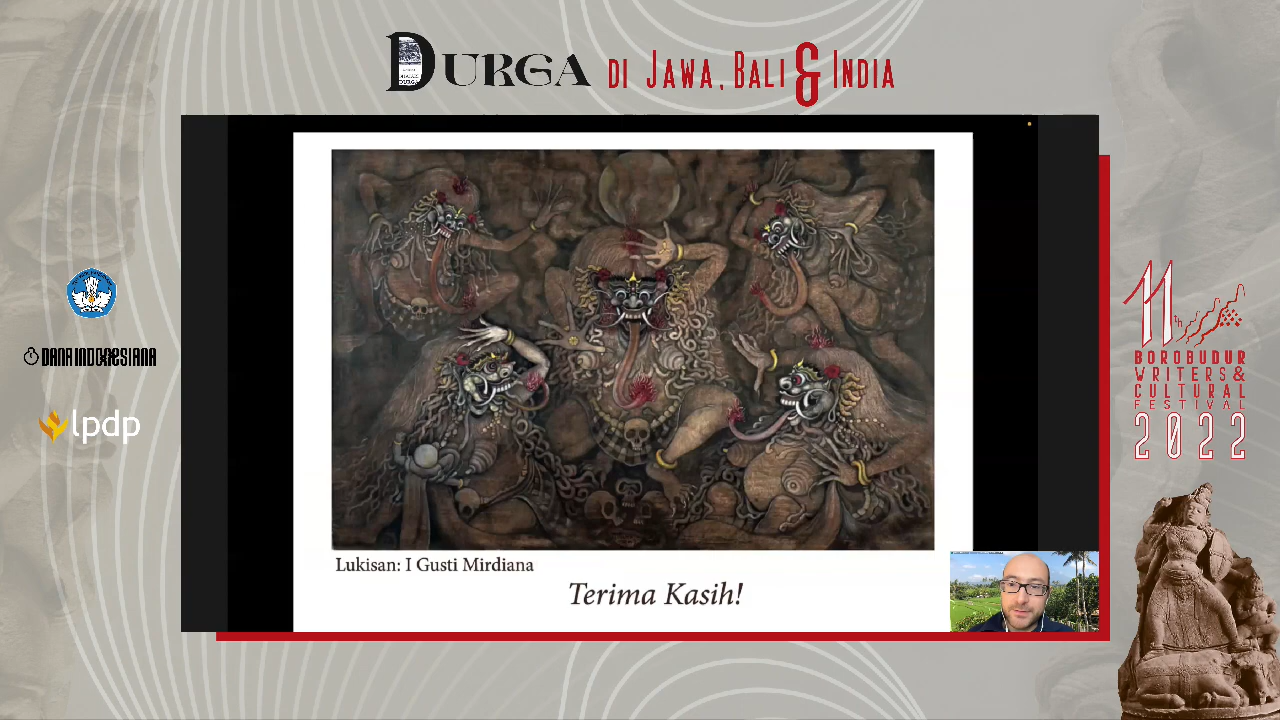 DURGA DI JAWA, BALI & INDIA
Lukisan: I Gusti Mirdiana
Terima Kasih!
DANA INDONESIANA
lpdp
11th
BOROBUDUR
WRITERS &
CULTURAL
FESTIVAL
2022